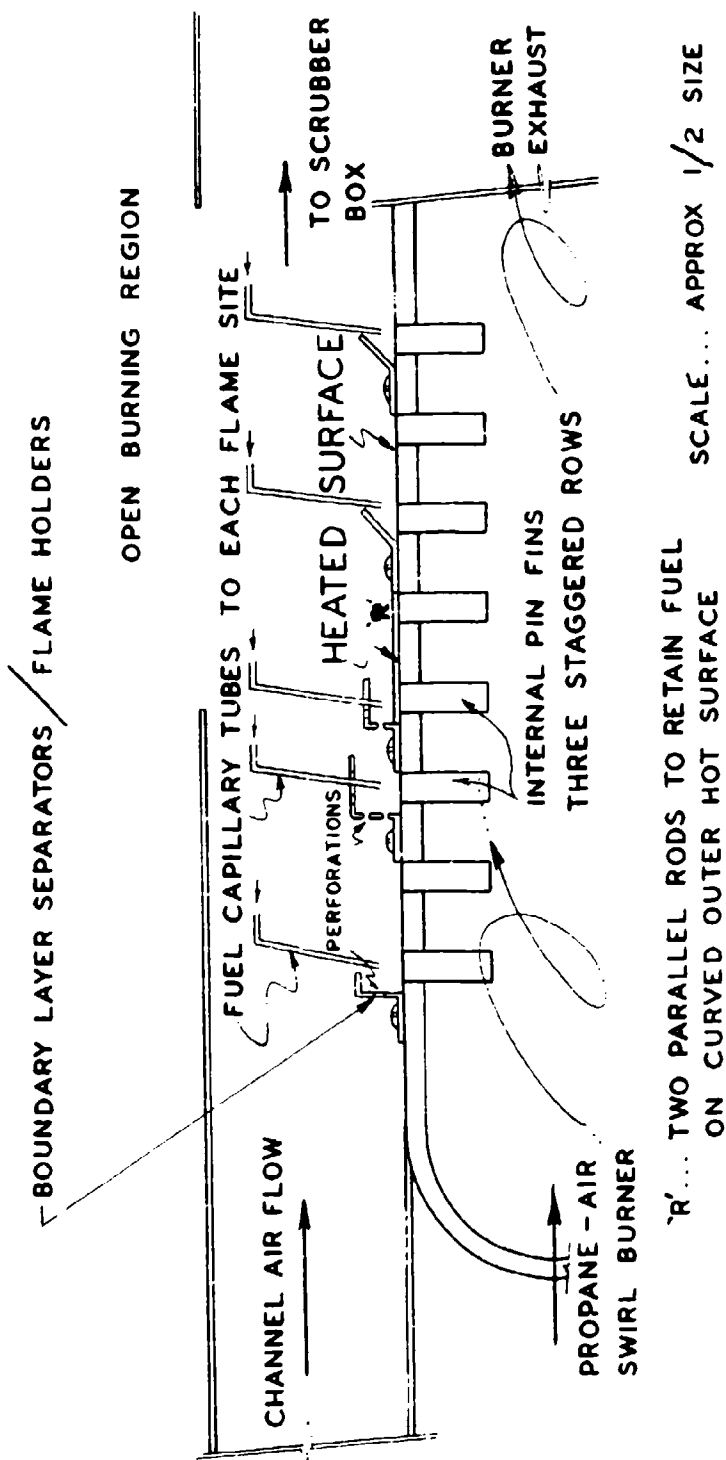 BOUNDARY LAYER SEPARATORS / FLAME HOLDERS
OPEN BURNING REGION
FUEL CAPILLARY TUBES TO EACH FLAME SITE
CHANNEL AIR FLOW
PERFORATIONS
HEATED SURFACE
TO SCRUBBER
BOX
PROPANE - AIR
SWIRL BURNER
INTERNAL PIN FINS
THREE STAGGERED ROWS
BURNER
EXHAUST
'R'.... TWO PARALLEL RODS TO RETAIN FUEL
ON CURVED OUTER HOT SURFACE
SCALE.... APPROX 1/2 SIZE